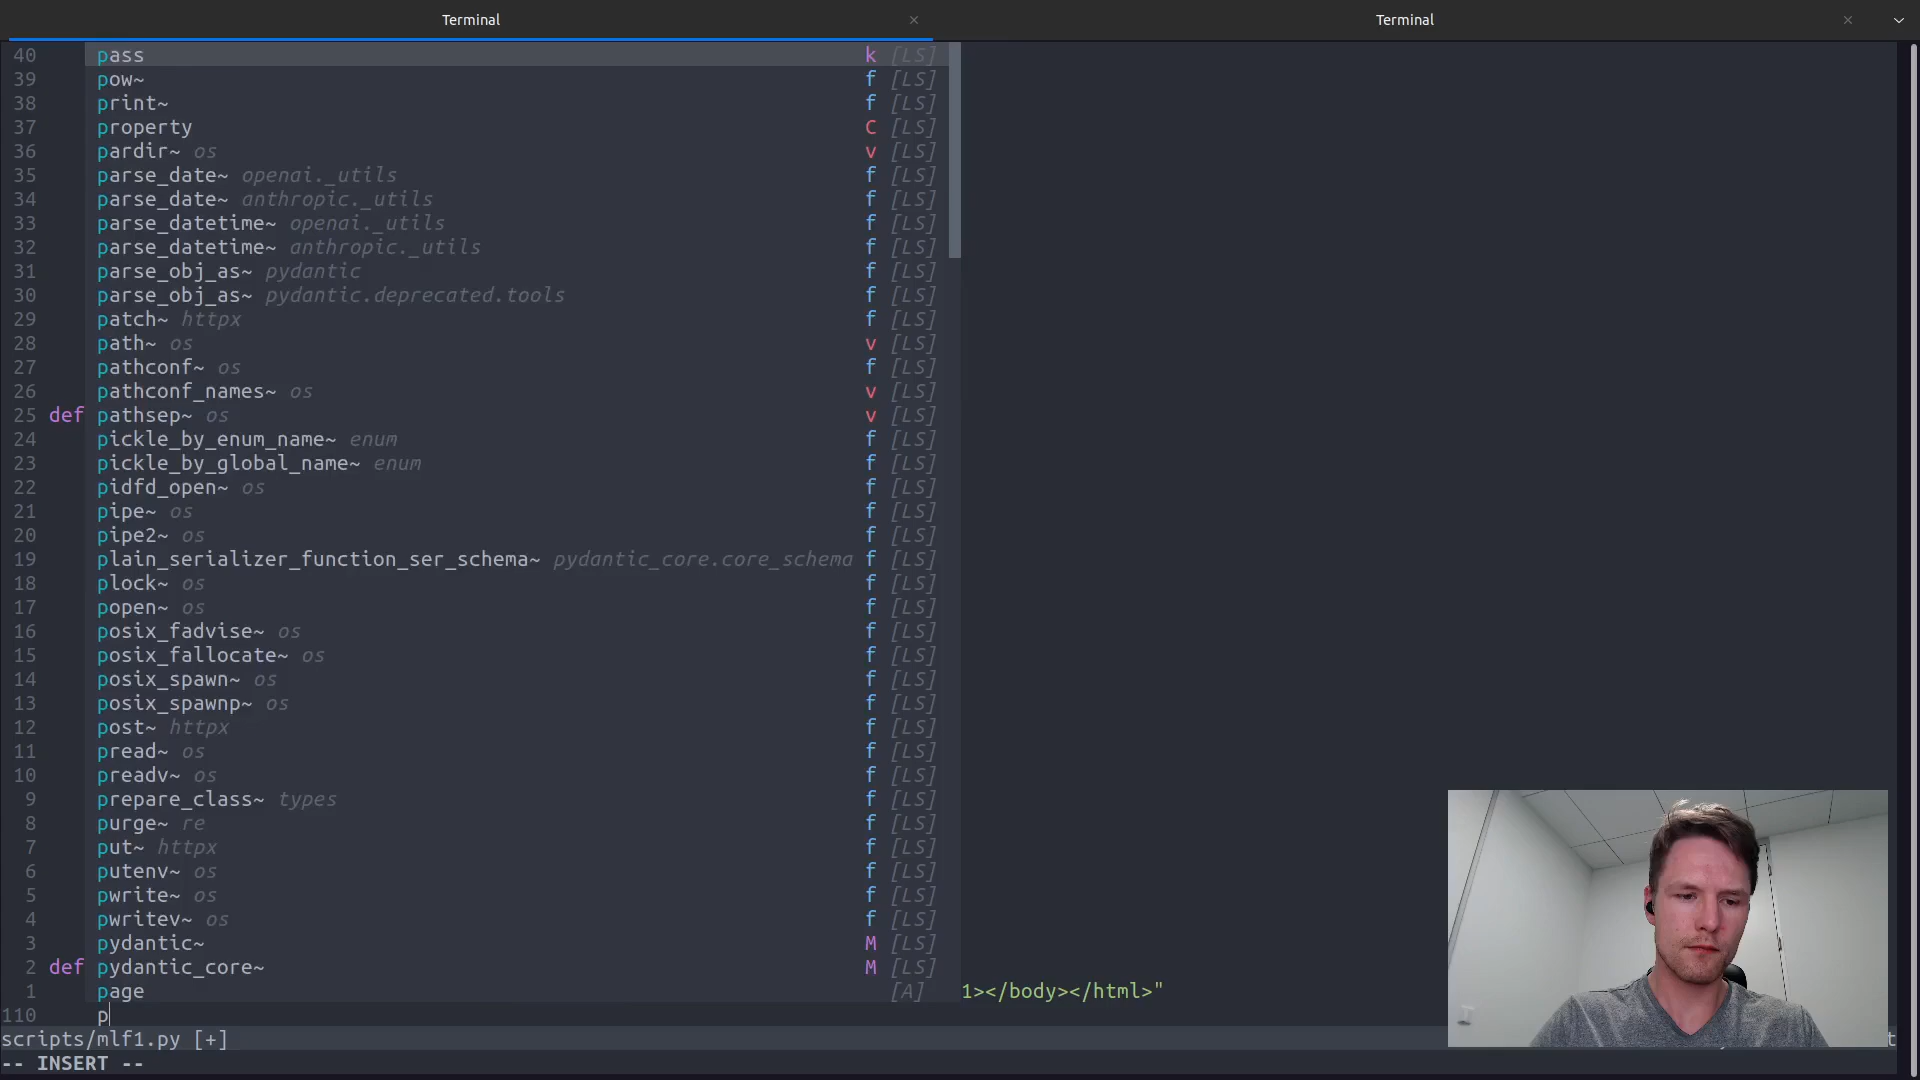 Terminal × Terminal ×
40 pass k [LS]
39 pow~ f [LS]
38 print~ f [LS]
37 property C [LS]
36 pardir~ os v [LS]
35 parse_date~ openai._utils f [LS]
34 parse_date~ anthropic._utils f [LS]
33 parse_datetime~ openai._utils f [LS]
32 parse_datetime~ anthropic._utils f [LS]
31 parse_obj_as~ pydantic f [LS]
30 parse_obj_as~ pydantic.deprecated.tools f [LS]
29 patch~ httpx f [LS]
28 path~ os v [LS]
27 pathconf~ os f [LS]
26 pathconf_names~ os v [LS]
25 def pathsep~ os v [LS]
24 pickle_by_enum_name~ enum f [LS]
23 pickle_by_global_name~ enum f [LS]
22 pidfd_open~ os f [LS]
21 pipe~ os f [LS]
20 pipe2~ os f [LS]
19 plain_serializer_function_ser_schema~ pydantic_core.core_schema f [LS]
18 plock~ os f [LS]
17 popen~ os f [LS]
16 posix_fadvise~ os f [LS]
15 posix_fallocate~ os f [LS]
14 posix_spawn~ os f [LS]
13 posix_spawnp~ os f [LS]
12 post~ httpx f [LS]
11 pread~ os f [LS]
10 preadv~ os f [LS]
9 prepare_class~ types f [LS]
8 purge~ re f [LS]
7 put~ httpx f [LS]
6 putenv~ os f [LS]
5 pwrite~ os f [LS]
4 pwritev~ os f [LS]
3 pydantic~ M [LS]
2 def pydantic_core~ M [LS]
1 page [A] 1></body></html>"
110 p
scripts/mlf1.py [+]
-- INSERT --